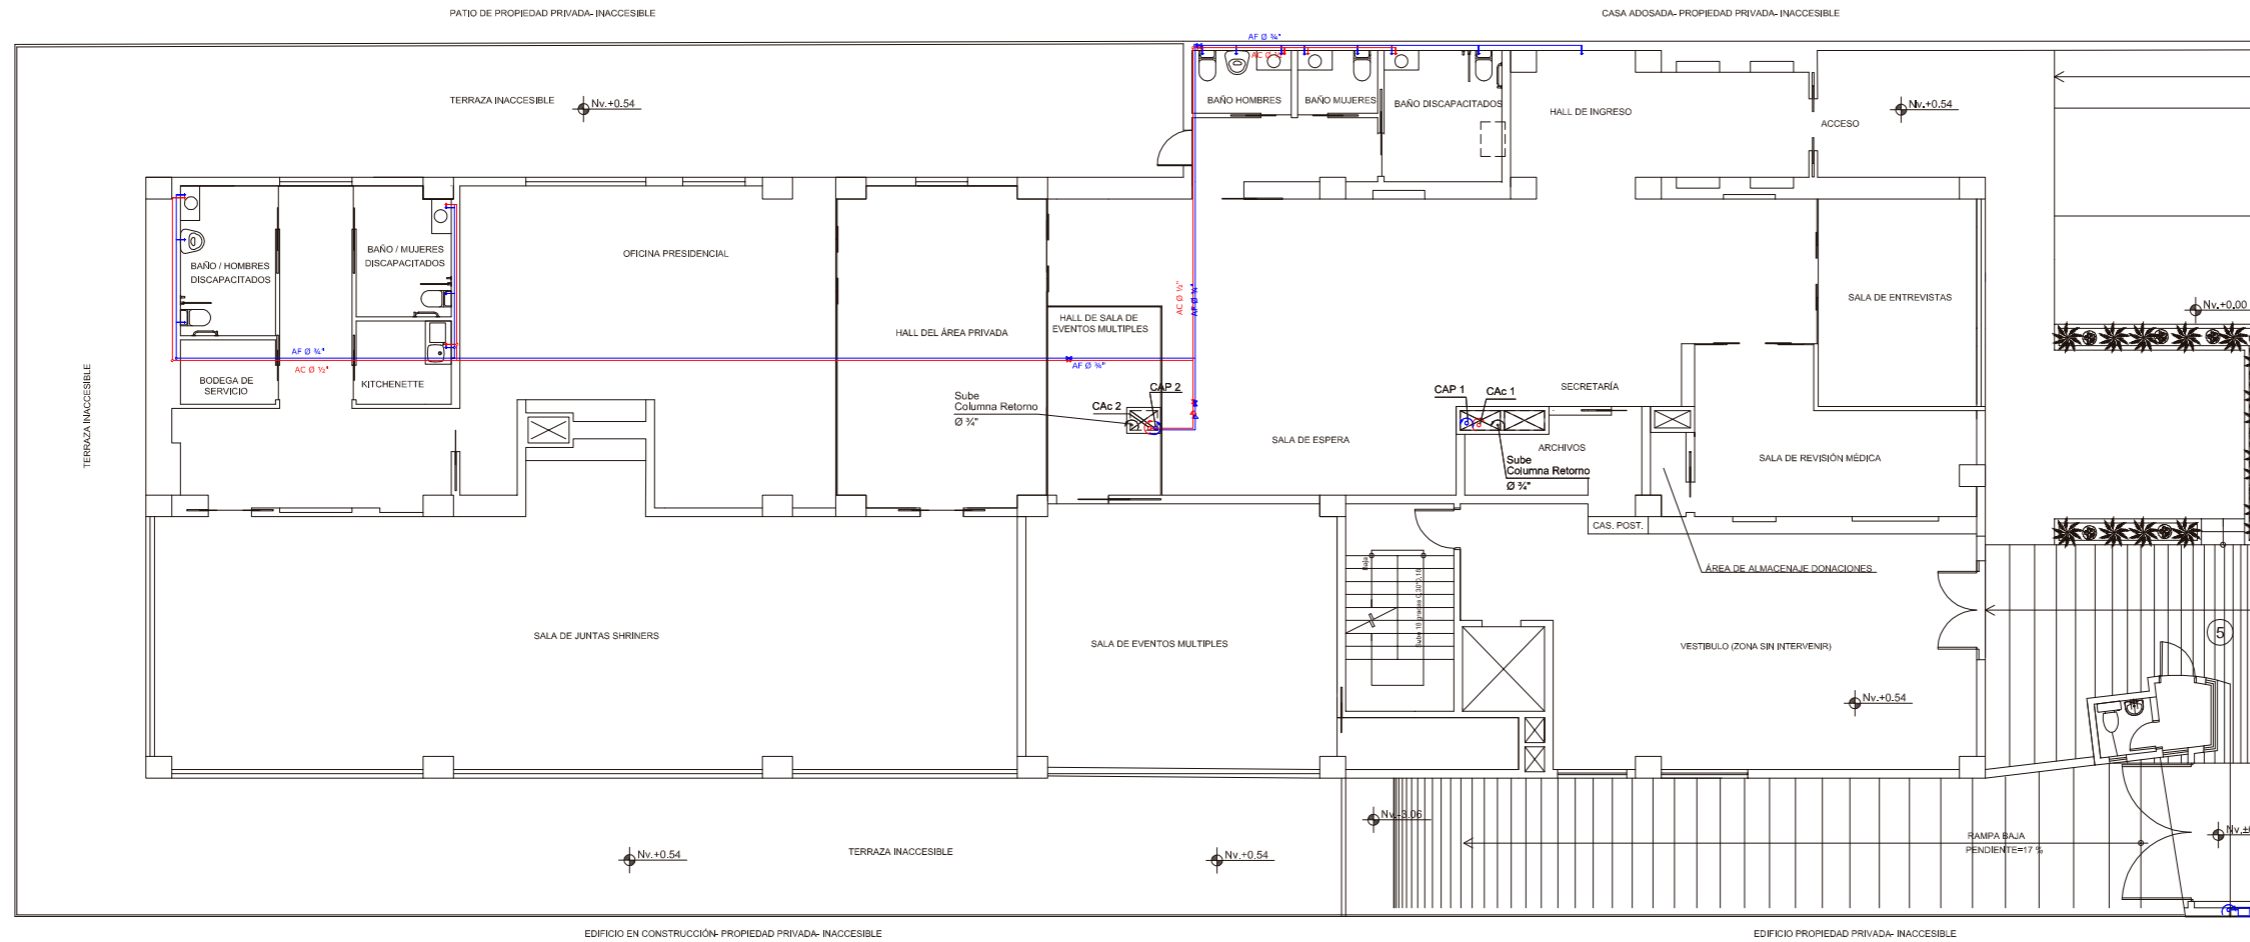 PATIO DE PROPIEDAD PRIVADA- INACCESIBLE
CASA ADOSADA- PROPIEDAD PRIVADA- INACCESIBLE
AF Ø ¾"
AC Ø ½"
TERRAZA INACCESIBLE
Nv.+0.54
BAÑO HOMBRES
BAÑO MUJERES
BAÑO DISCAPACITADOS
HALL DE INGRESO
ACCESO
Nv.+0.54
BAÑO / HOMBRES
DISCAPACITADOS
BAÑO / MUJERES
DISCAPACITADOS
OFICINA PRESIDENCIAL
HALL DEL ÁREA PRIVADA
HALL DE SALA DE
EVENTOS MULTIPLES
AC Ø ½"
AF Ø ¾"
SALA DE ENTREVISTAS
Nv.+0.00
AF Ø ¾"
AC Ø ½"
AF Ø ¾"
BODEGA DE
SERVICIO
KITCHENETTE
TERRAZA INACCESIBLE
Sube
Columna Retorno
Ø ¾"
CAc 2
CAP 2
CAP 1
CAc 1
SECRETARÍA
SALA DE ESPERA
ARCHIVOS
Sube
Columna Retorno
Ø ¾"
SALA DE REVISIÓN MÉDICA
CAS. POST.
ÁREA DE ALMACENAJE DONACIONES
Baja
SALA DE JUNTAS SHRINERS
SALA DE EVENTOS MULTIPLES
VESTIBULO (ZONA SIN INTERVENIR)
5
Nv.+0.54
Nv.-3.06
RAMPA BAJA
PENDIENTE=17 %
Nv.+0.54
TERRAZA INACCESIBLE
Nv.+0.54
EDIFICIO EN CONSTRUCCIÓN- PROPIEDAD PRIVADA- INACCESIBLE
EDIFICIO PROPIEDAD PRIVADA- INACCESIBLE